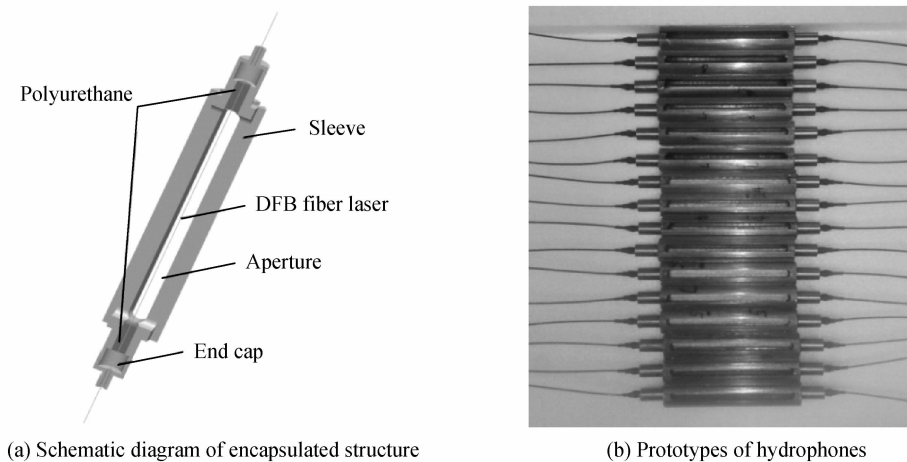 Polyurethane
Sleeve
DFB fiber laser
Aperture
End cap
(a) Schematic diagram of encapsulated structure
(b) Prototypes of hydrophones